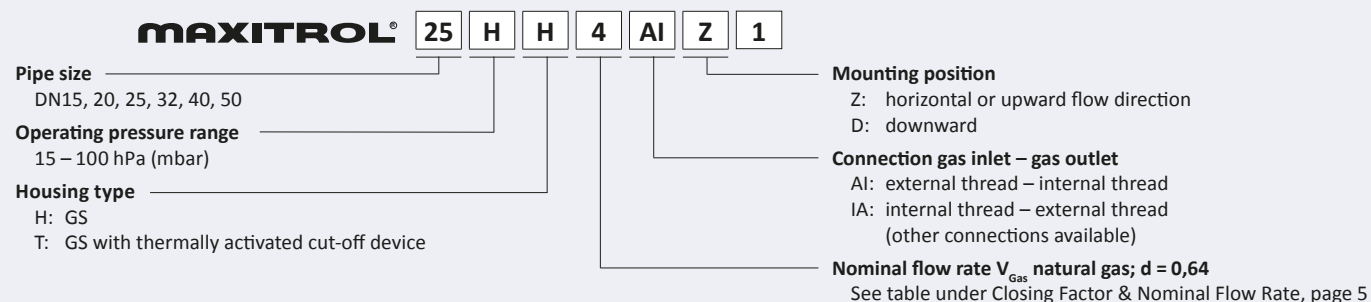 MAXITROL® 25 H H 4 AI Z 1
Pipe size
DN15, 20, 25, 32, 40, 50
Operating pressure range
15 – 100 hPa (mbar)
Housing type
H: GS
T: GS with thermally activated cut-off device
Mounting position
Z: horizontal or upward flow direction
D: downward
Connection gas inlet – gas outlet
AI: external thread – internal thread
IA: internal thread – external thread
(other connections available)
Nominal flow rate V_Gas natural gas; d = 0,64
See table under Closing Factor & Nominal Flow Rate, page 5